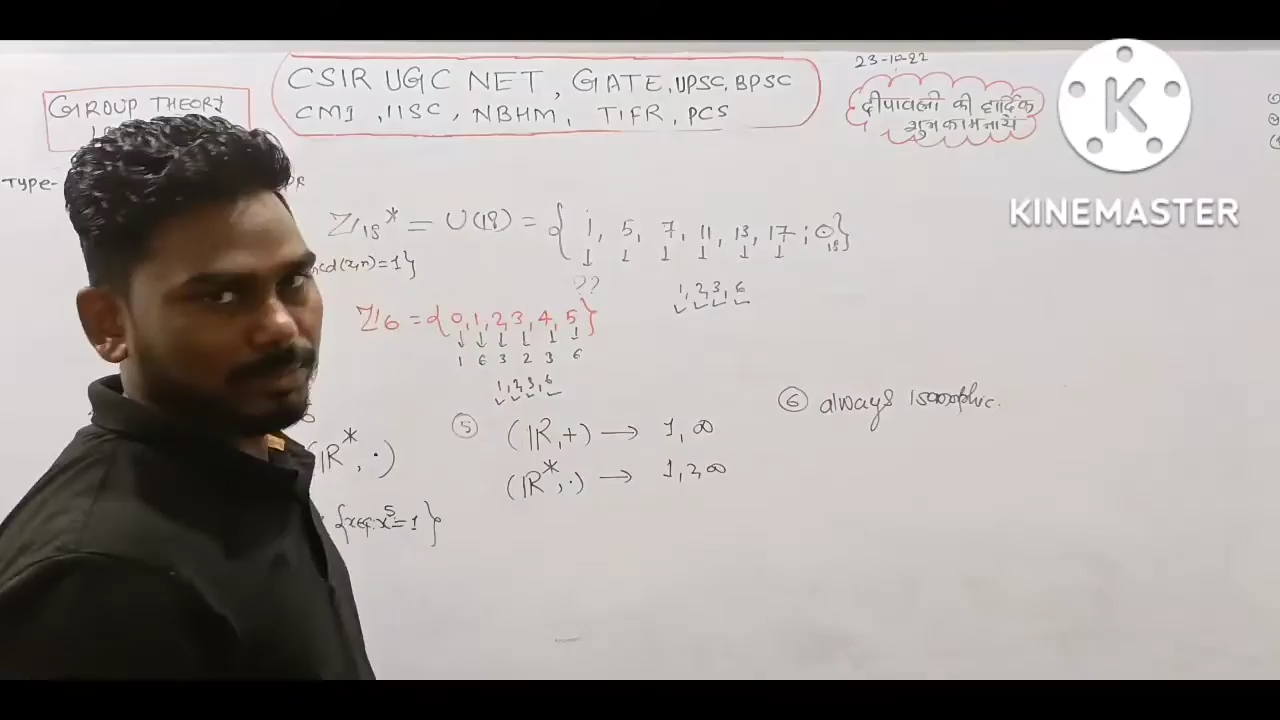 23-10-22
CSIR UGC NET, GATE, UPSC, BPSC
CMI, IISC, NBHM, TIFR, PCS
GROUP THEORY
दीपावली की हार्दिक
शुभकामनायें
KINEMASTER
TYPE-
Z₁₈* = U(18) = { 1, 5, 7, 11, 13, 17 ; ⊙₁₈}
gcd(x,n)=1}
??
1, 2, 3, 6
Z₆ = {0, 1, 2, 3, 4, 5}
1 6 3 2 3 6
1, 2, 3, 6
⑤ (ℝ, +) → 1, ∞
⑥ always isomorphic.
(ℝ*, ·)
(ℝ*, ·) → 1, 2, ∞
{x∈ : x⁵ = 1}